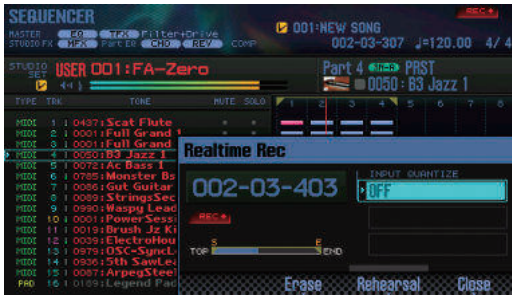 SEQUENCER
REC
MASTER EQ TFX Filter+Drive
STUDIO FX MFX Part EQ CHO REV COMP
001:NEW SONG
002-03-307 ♩=120.00 4/4
STUDIO SET USER 001:FA-Zero
Part 4 SN-A PRST
0050:B3 Jazz 1
TYPE TRK TONE MUTE SOLO 1 2 3 4 5 6 7 8
MIDI 1 0437:Scat Flute
MIDI 2 0001:Full Grand 1
MIDI 3 0001:Full Grand
MIDI 4 0050:B3 Jazz 1
MIDI 5 0072:Ac Bass 1
MIDI 6 0785:Monster Bs
MIDI 7 0086:Gut Guitar
MIDI 8 0089:StringsSec
MIDI 9 0990:Waspy Lead
MIDI 10 0001:PowerSess
MIDI 11 0019:Brush Jz Ki
MIDI 12 0039:ElectroHou
MIDI 13 0979:OSC-SyncL
MIDI 14 0936:5th SawLea
MIDI 15 0087:ArpegSteel
PAD 16 0189:Legend Pad
Realtime Rec
002-03-403
INPUT QUANTIZE
OFF
REC
S E
TOP END
Erase Rehearsal Close